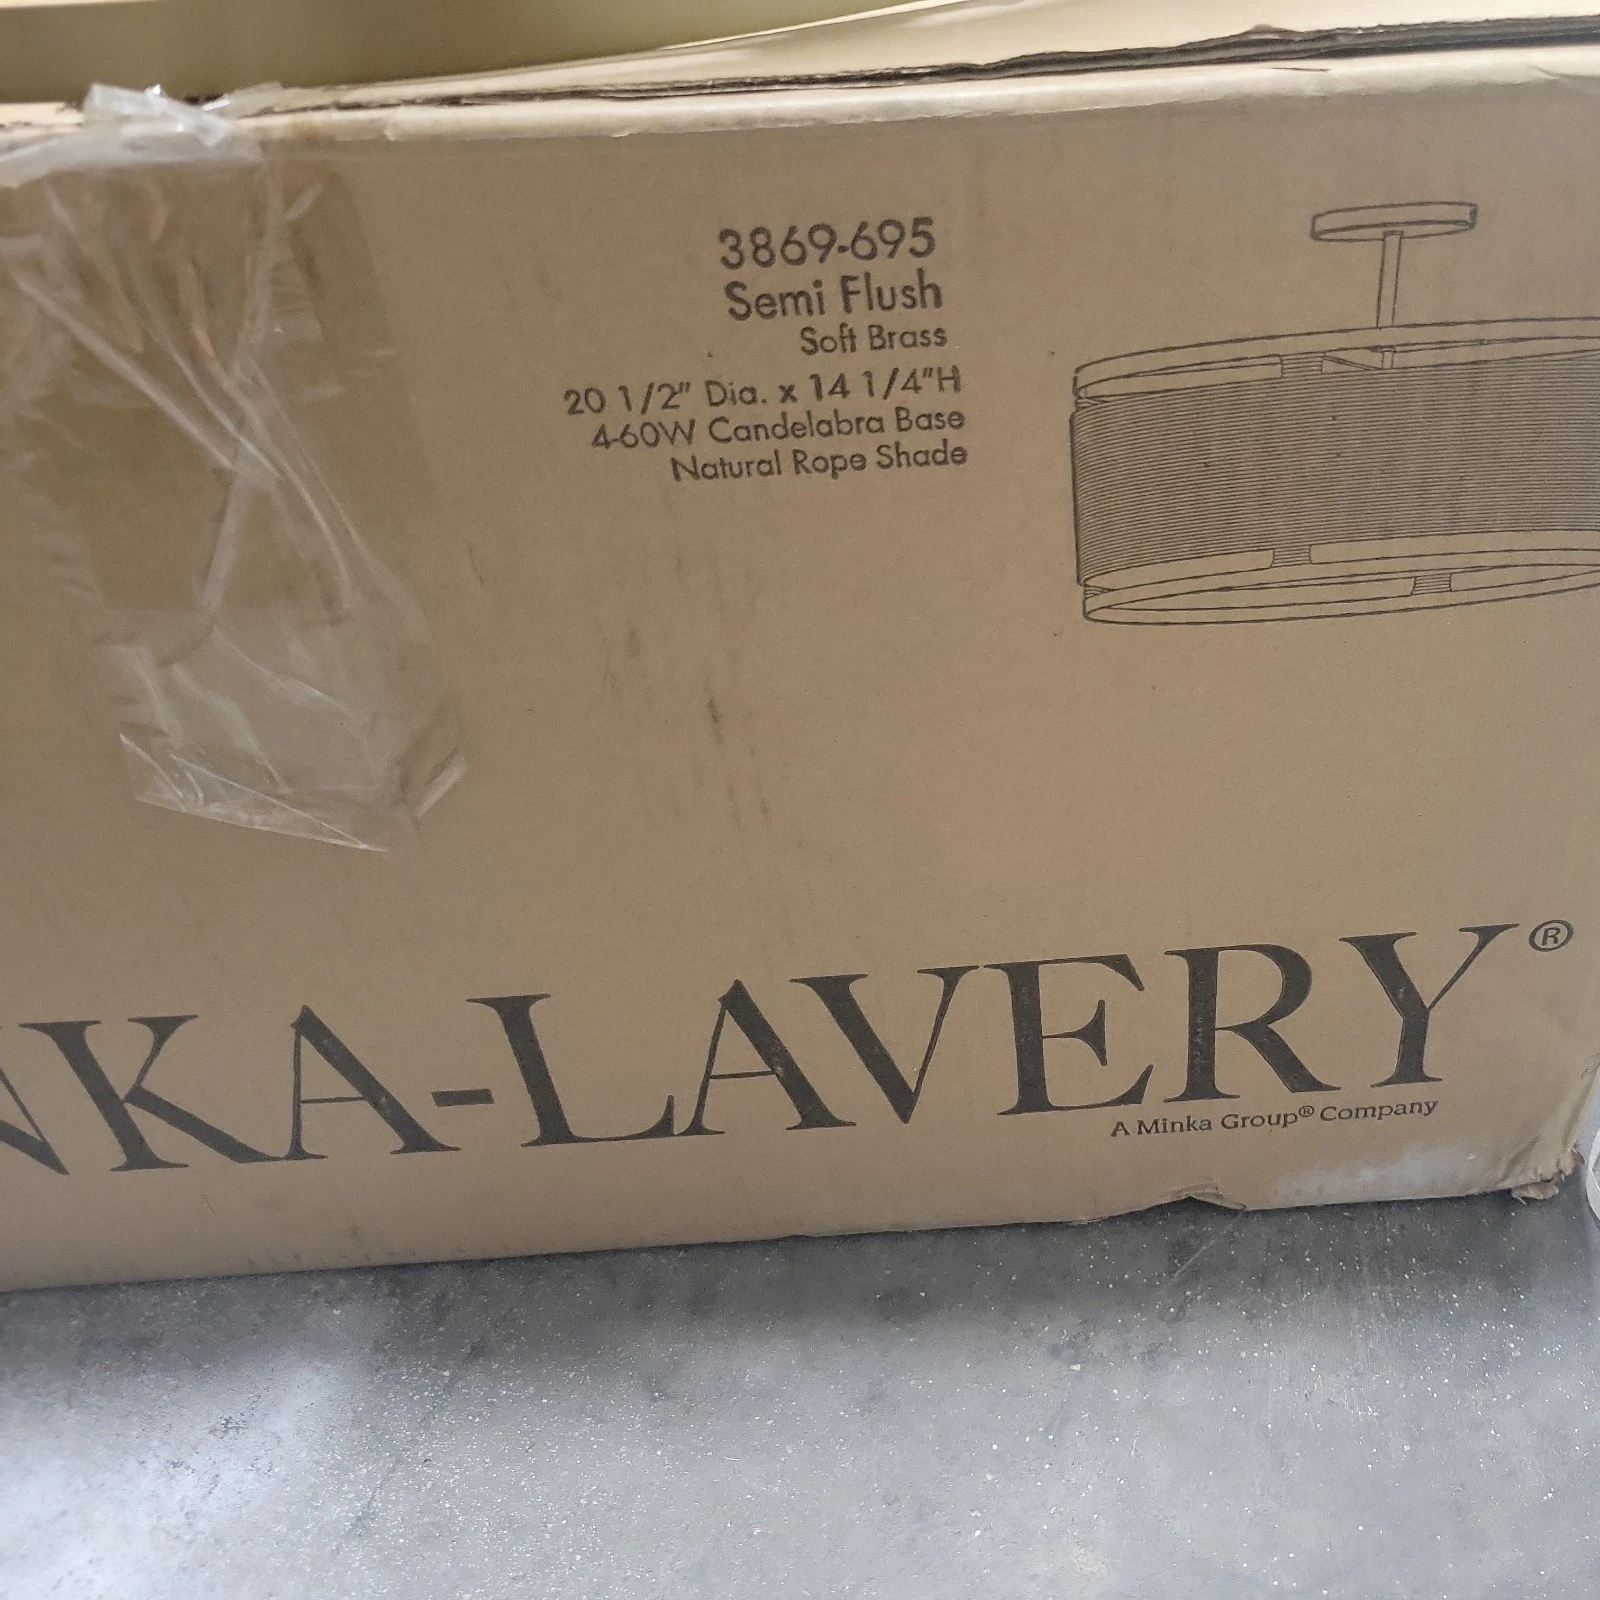 3869-695
Semi Flush
Soft Brass
20 1/2" Dia. x 14 1/4"H
4-60W Candelabra Base
Natural Rope Shade
NKA-LAVERY®
A Minka Group® Company